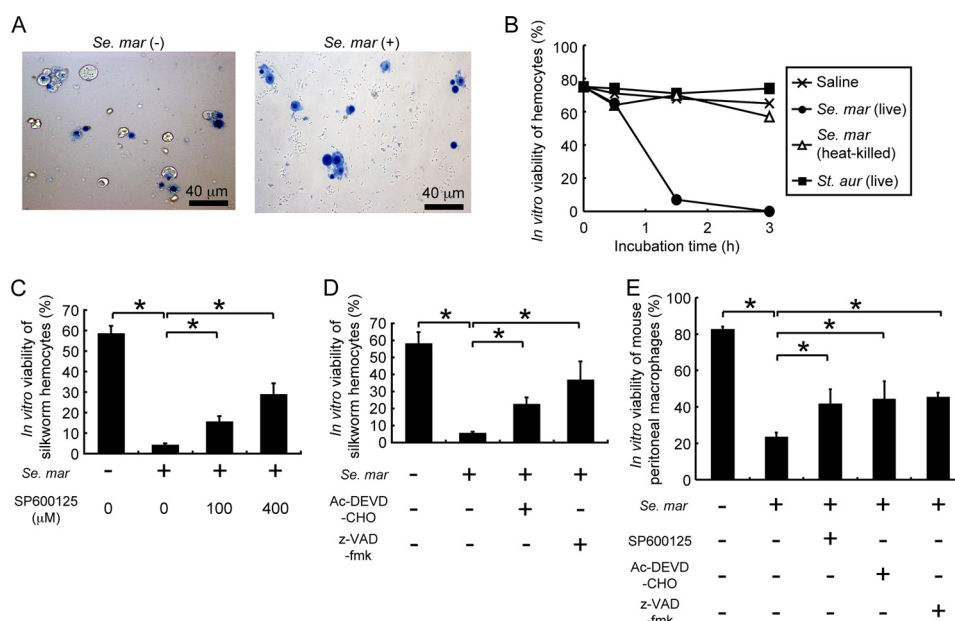 A
Se. mar (-)
Se. mar (+)
40 μm
40 μm
B
In vitro viability of hemocytes (%)
100
80
60
40
20
0
0 1 2 3
Incubation time (h)
Saline
Se. mar (live)
Se. mar
(heat-killed)
St. aur (live)
C
In vitro viability of
silkworm hemocytes (%)
70
60
50
40
30
20
10
0
* * *
Se. mar - + + +
SP600125
(μM)
0 0 100 400
D
In vitro viability of
silkworm hemocytes (%)
70
60
50
40
30
20
10
0
* * *
Se. mar - + + +
Ac-DEVD
-CHO
- - + -
z-VAD
-fmk
- - - +
E
In vitro viability of mouse
peritoneal macrophages (%)
100
80
60
40
20
0
* * * *
Se. mar - + + + +
SP600125 - - + - -
Ac-DEVD
-CHO
- - - + -
z-VAD
-fmk
- - - - +